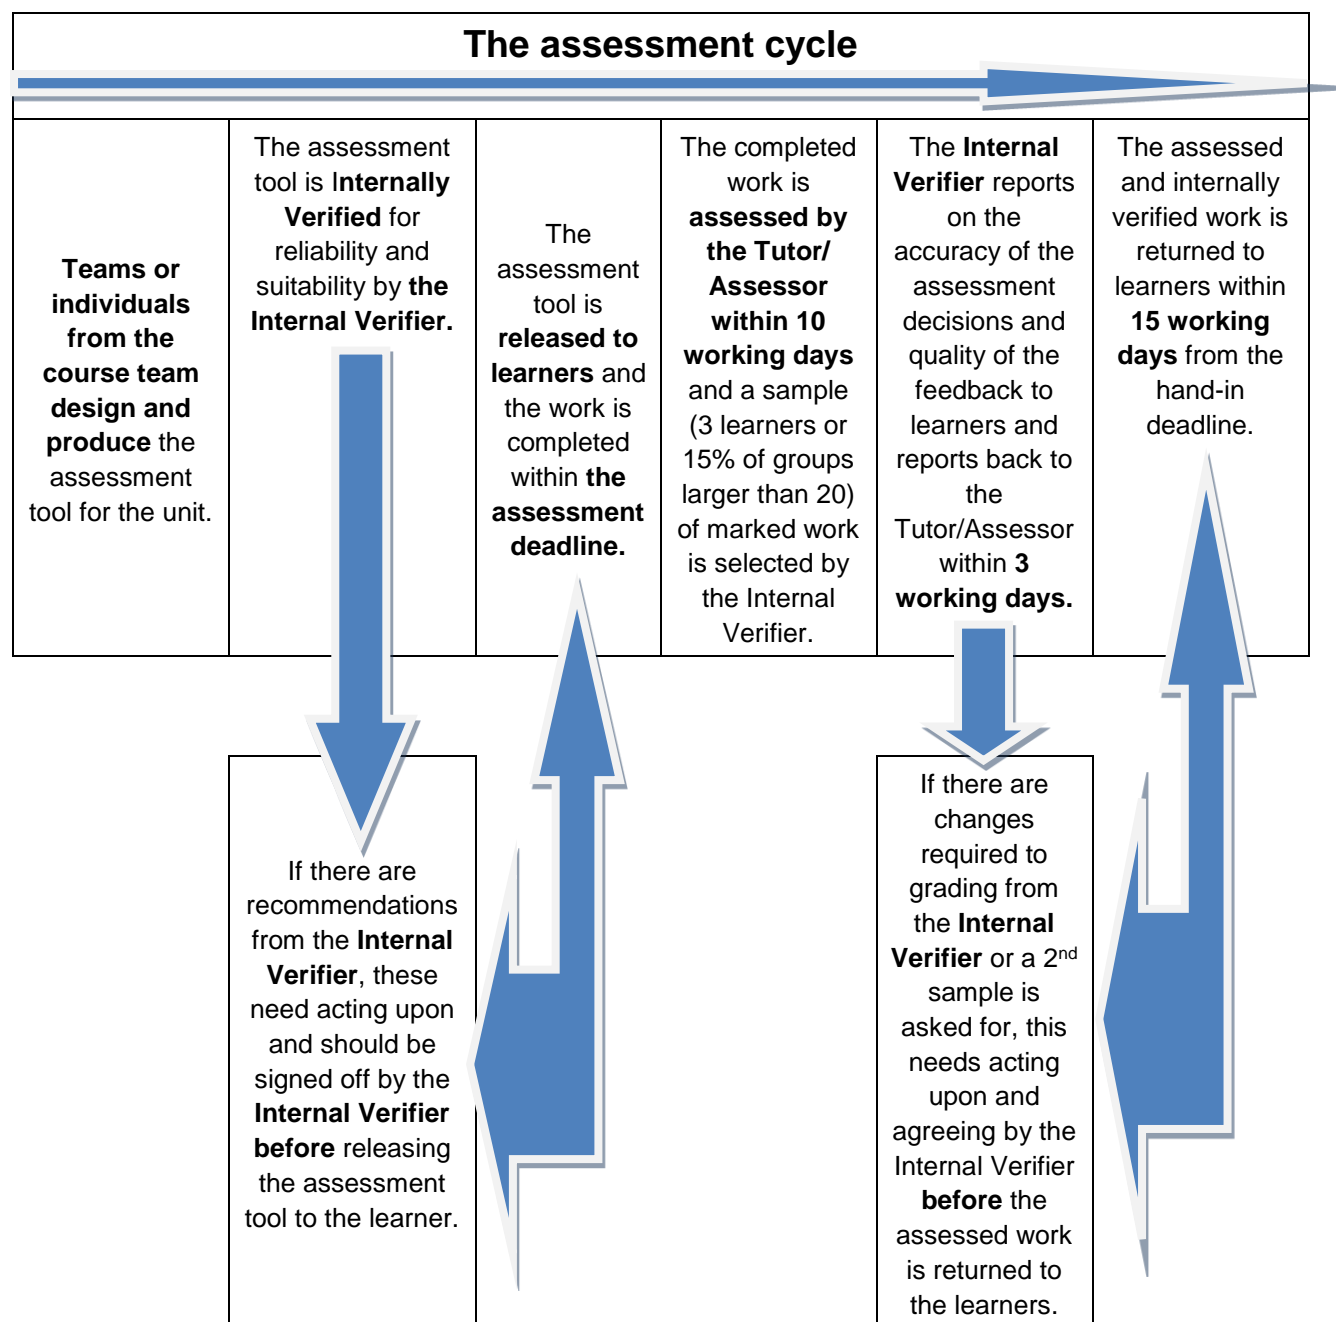 The assessment cycle
Teams or
individuals
from the
course team
design and
produce the
assessment
tool for the unit.
The assessment
tool is Internally
Verified for
reliability and
suitability by the
Internal Verifier.
The
assessment
tool is
released to
learners and
the work is
completed
within the
assessment
deadline.
The completed
work is
assessed by
the Tutor/
Assessor
within 10
working days
and a sample
(3 learners or
15% of groups
larger than 20)
of marked work
is selected by
the Internal
Verifier.
The Internal
Verifier reports
on the
accuracy of the
assessment
decisions and
quality of the
feedback to
learners and
reports back to
the
Tutor/Assessor
within 3
working days.
The assessed
and internally
verified work is
returned to
learners within
15 working
days from the
hand-in
deadline.
If there are
recommendations
from the Internal
Verifier, these
need acting upon
and should be
signed off by the
Internal Verifier
before releasing
the assessment
tool to the learner.
If there are
changes
required to
grading from
the Internal
Verifier or a 2nd
sample is
asked for, this
needs acting
upon and
agreeing by the
Internal Verifier
before the
assessed work
is returned to
the learners.